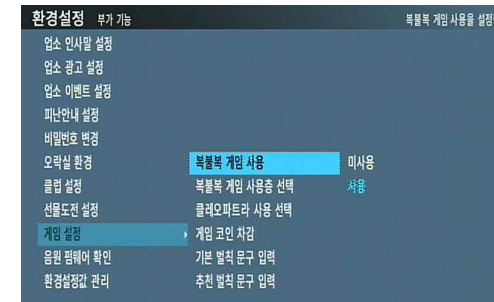 환경설정 부가 기능 복불복 게임 사용을 설정
업소 인사말 설정
업소 광고 설정
업소 이벤트 설정
피난안내 설정
비밀번호 변경
오락실 환경 복불복 게임 사용 미사용
클럽 설정 복불복 게임 사용층 선택 사용
선물도전 설정 클레오파트라 사용 선택
게임 설정 게임 코인 차감
음원 펌웨어 확인 기본 벌칙 문구 입력
환경설정값 관리 추천 벌칙 문구 입력